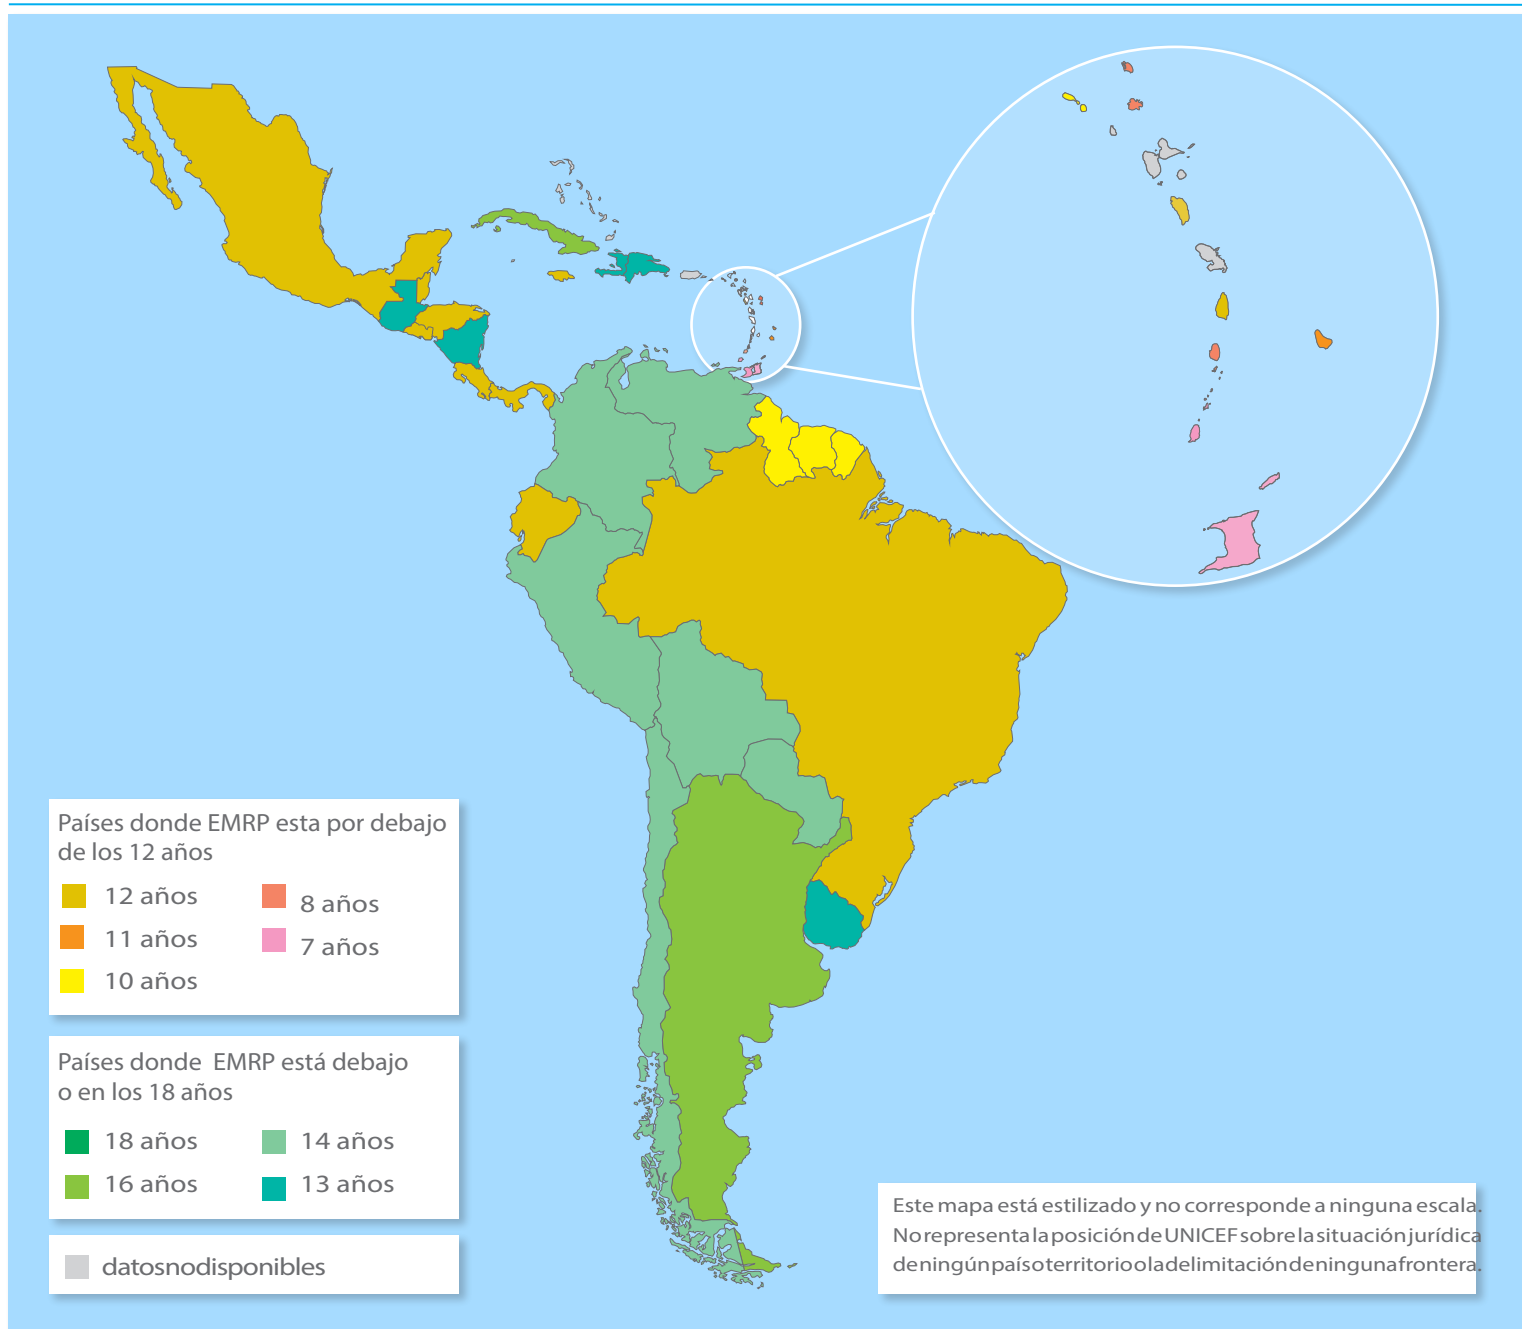 Países donde EMRP esta por debajo
de los 12 años
12 años
8 años
11 años
7 años
10 años
Países donde EMRP está debajo
o en los 18 años
18 años
14 años
16 años
13 años
datosnodisponibles
Este mapa está estilizado y no corresponde a ninguna escala.
No representa la posición de UNICEF sobre la situación jurídica
de ningún país o territorio o la delimitación de ninguna frontera.